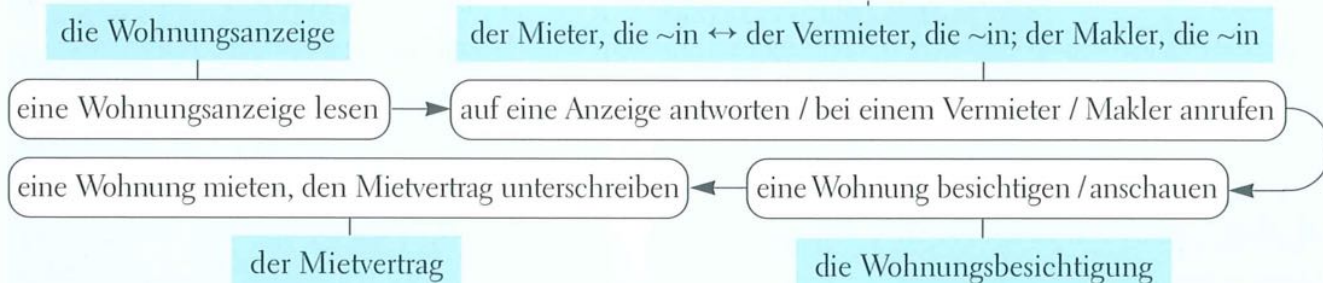 die Wohnungsanzeige
der Mieter, die ~in ↔ der Vermieter, die ~in; der Makler, die ~in
eine Wohnungsanzeige lesen
auf eine Anzeige antworten / bei einem Vermieter / Makler anrufen
eine Wohnung mieten, den Mietvertrag unterschreiben
eine Wohnung besichtigen / anschauen
der Mietvertrag
die Wohnungsbesichtigung